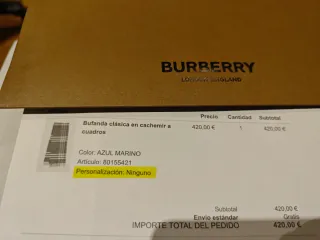 BURBERRY
LONDON ENGLAND
Precio Cantidad Subtotal
Bufanda clásica en cachemir a cuadros 420,00 € 1 420,00 €
Color: AZUL MARINO
Artículo: 80155421
Personalización: Ninguno
Subtotal 420,00 €
Envío estándar Gratis
IMPORTE TOTAL DEL PEDIDO 420,00 €